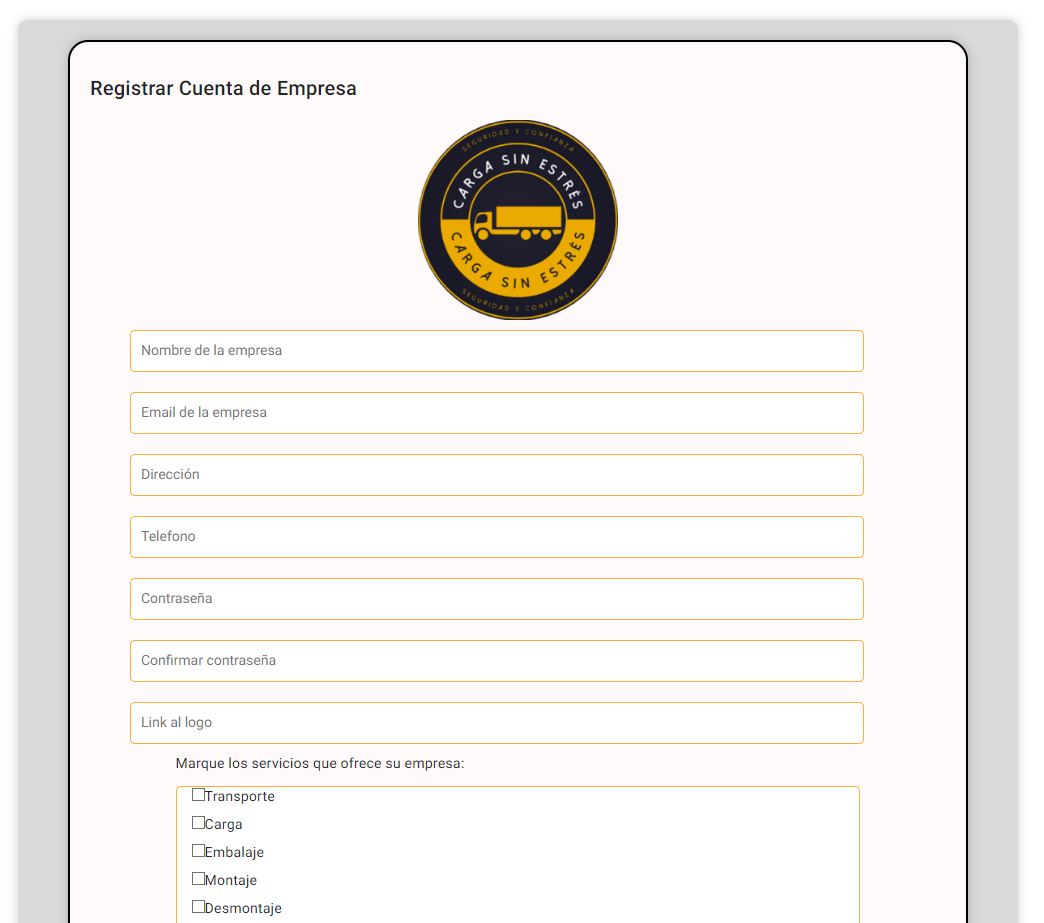 Registrar Cuenta de Empresa
SEGURIDAD Y CONFIANZA
CARGA SIN ESTRÉS
CARGA SIN ESTRÉS
SEGURIDAD Y CONFIANZA
Nombre de la empresa
Email de la empresa
Dirección
Telefono
Contraseña
Confirmar contraseña
Link al logo
Marque los servicios que ofrece su empresa:
Transporte
Carga
Embalaje
Montaje
Desmontaje